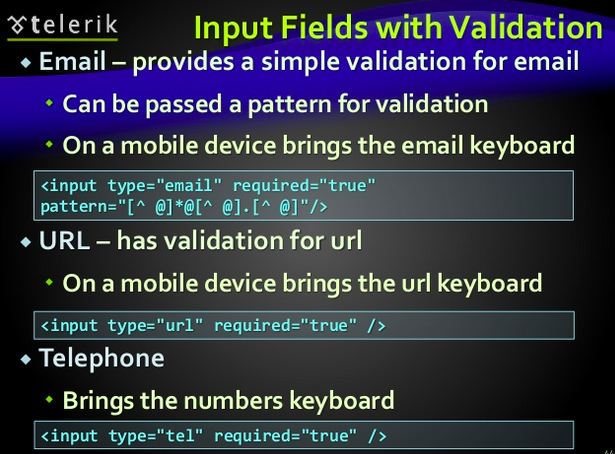 telerik
Input Fields with Validation
Email – provides a simple validation for email
Can be passed a pattern for validation
On a mobile device brings the email keyboard
<input type="email" required="true"
pattern="[^ @]*@[^ @].[^ @]"/>
URL – has validation for url
On a mobile device brings the url keyboard
<input type="url" required="true" />
Telephone
Brings the numbers keyboard
<input type="tel" required="true" />